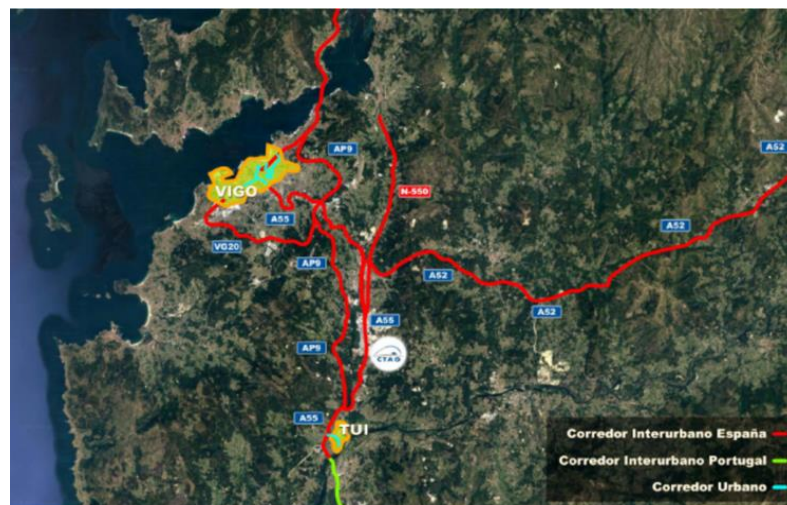 A52
AP9
VIGO
N-550
A55
A52
VG20
AP9
A52
A52
A55
AP9
CTAG
A55
TUI
Corredor Interurbano España
Corredor Interurbano Portugal
Corredor Urbano